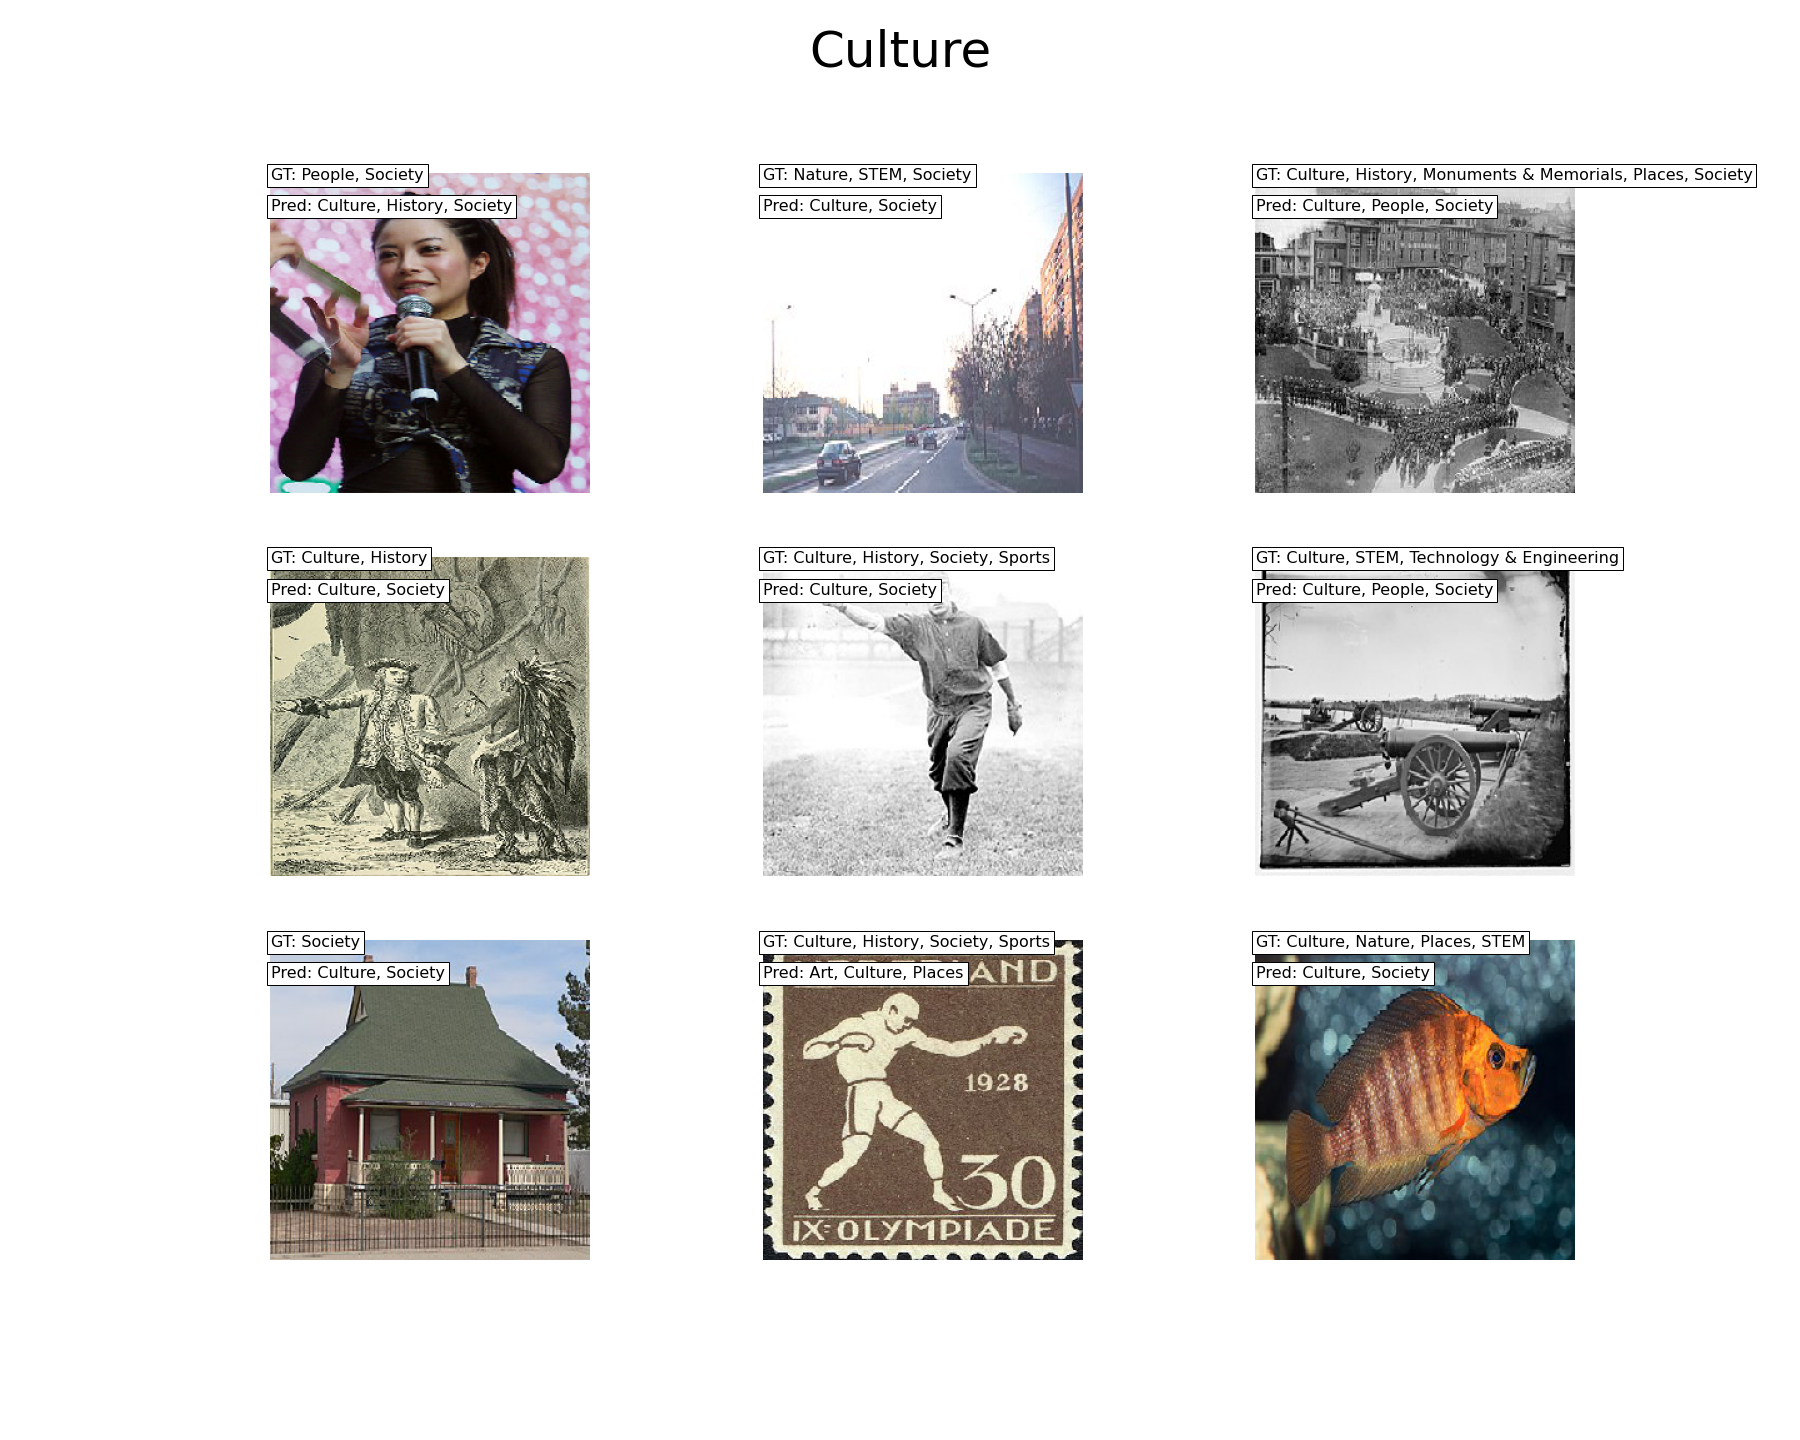 Culture
GT: People, Society
Pred: Culture, History, Society
GT: Nature, STEM, Society
Pred: Culture, Society
GT: Culture, History, Monuments & Memorials, Places, Society
Pred: Culture, People, Society
GT: Culture, History
Pred: Culture, Society
GT: Culture, History, Society, Sports
Pred: Culture, Society
GT: Culture, STEM, Technology & Engineering
Pred: Culture, People, Society
GT: Society
Pred: Culture, Society
GT: Culture, History, Society, Sports
Pred: Art, Culture, Places
AND
1928
30
IX: OLYMPIADE
GT: Culture, Nature, Places, STEM
Pred: Culture, Society